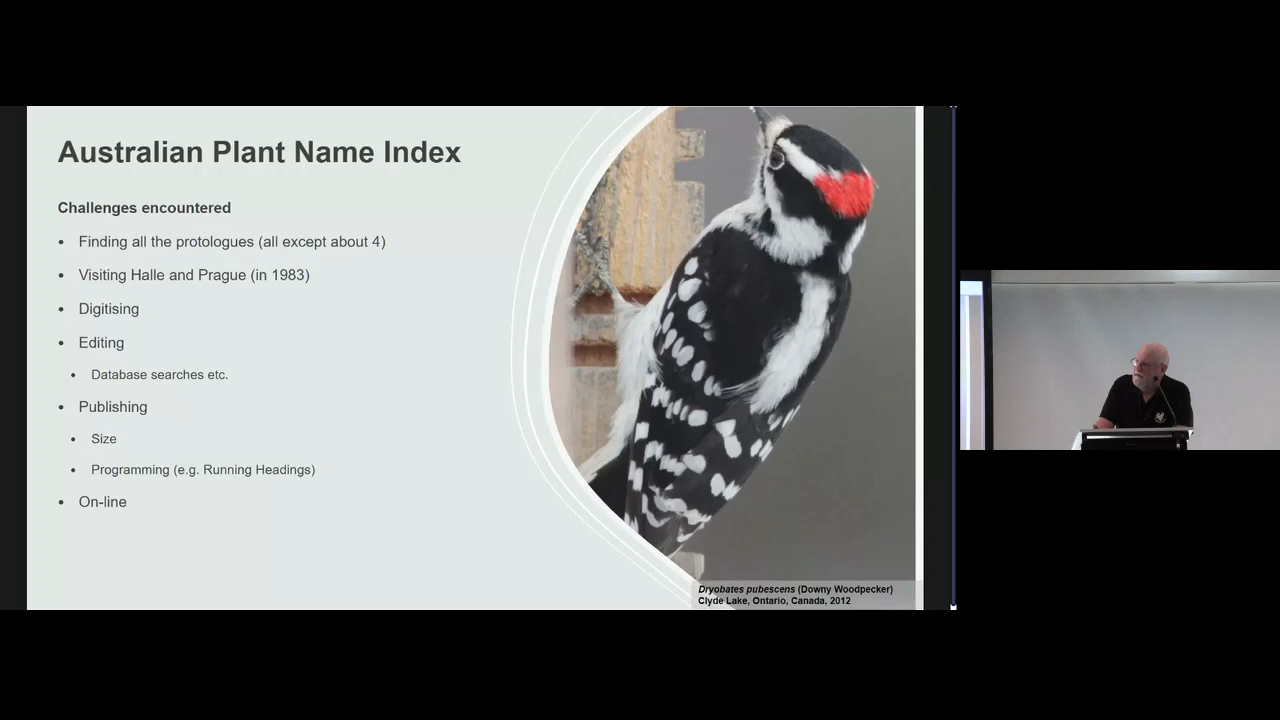 Australian Plant Name Index
Challenges encountered
• Finding all the protologues (all except about 4)
• Visiting Halle and Prague (in 1983)
• Digitising
• Editing
• Database searches etc.
• Publishing
• Size
• Programming (e.g. Running Headings)
• On-line
Dryobates pubescens (Downy Woodpecker)
Clyde Lake, Ontario, Canada, 2012